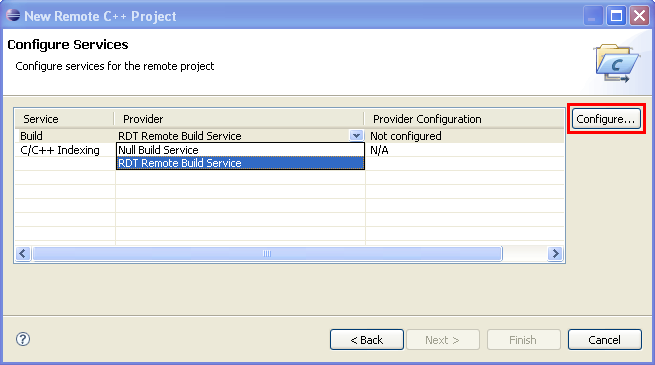 New Remote C++ Project
Configure Services
Configure services for the remote project
Service Provider Provider Configuration
Build RDT Remote Build Service Not configured
C/C++ Indexing Null Build Service N/A
RDT Remote Build Service
Configure...
< Back Next > Finish Cancel